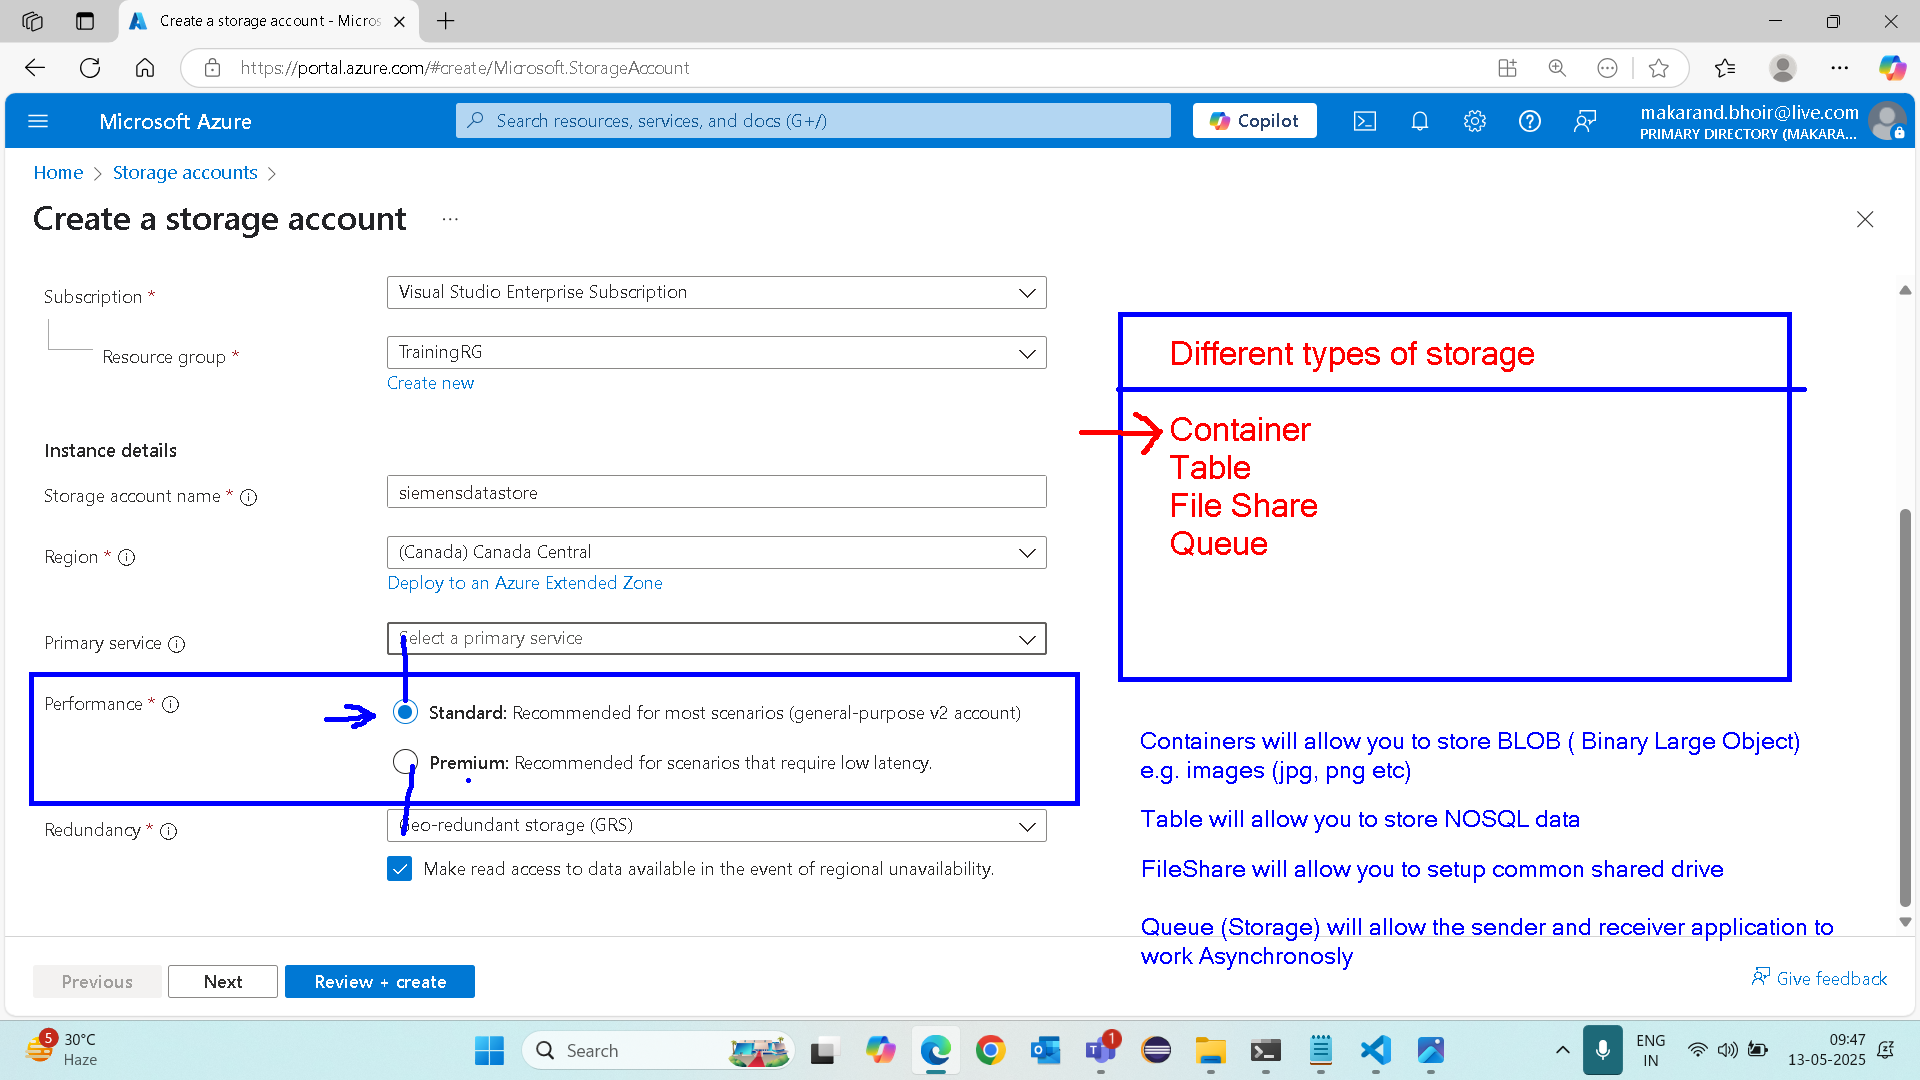 Create a storage account - Micros
https://portal.azure.com/#create/Microsoft.StorageAccount
Microsoft Azure
Search resources, services, and docs (G+/)
Copilot
makarand.bhoir@live.com
PRIMARY DIRECTORY (MAKARA...
Home > Storage accounts >
Create a storage account ...
Subscription *
Visual Studio Enterprise Subscription
Resource group *
TrainingRG
Create new
Instance details
Storage account name *
siemensdatastore
Region *
(Canada) Canada Central
Deploy to an Azure Extended Zone
Primary service
Select a primary service
Performance *
Standard: Recommended for most scenarios (general-purpose v2 account)
Premium: Recommended for scenarios that require low latency.
Redundancy *
Geo-redundant storage (GRS)
Make read access to data available in the event of regional unavailability.
Different types of storage
Container
Table
File Share
Queue
Containers will allow you to store BLOB ( Binary Large Object)
e.g. images (jpg, png etc)
Table will allow you to store NOSQL data
FileShare will allow you to setup common shared drive
Queue (Storage) will allow the sender and receiver application to
work Asynchronosly
Previous
Next
Review + create
Give feedback
5
30°C
Haze
Search
1
ENG
IN
09:47
13-05-2025